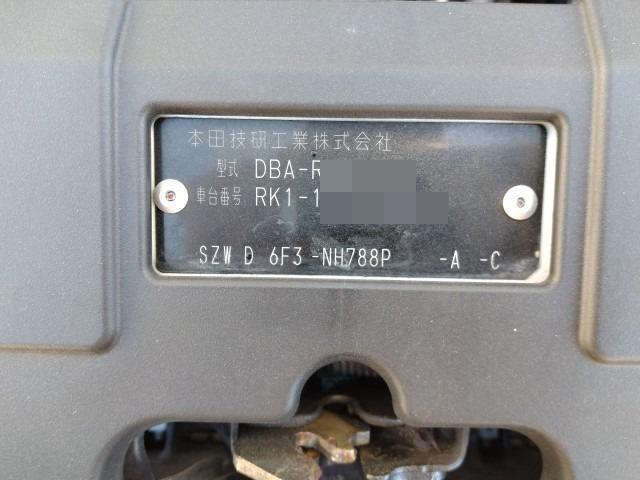 本田技研工業株式会社
型式 DBA-R
車台番号 RK1-1
SZW D 6F3 -NH788P -A -C